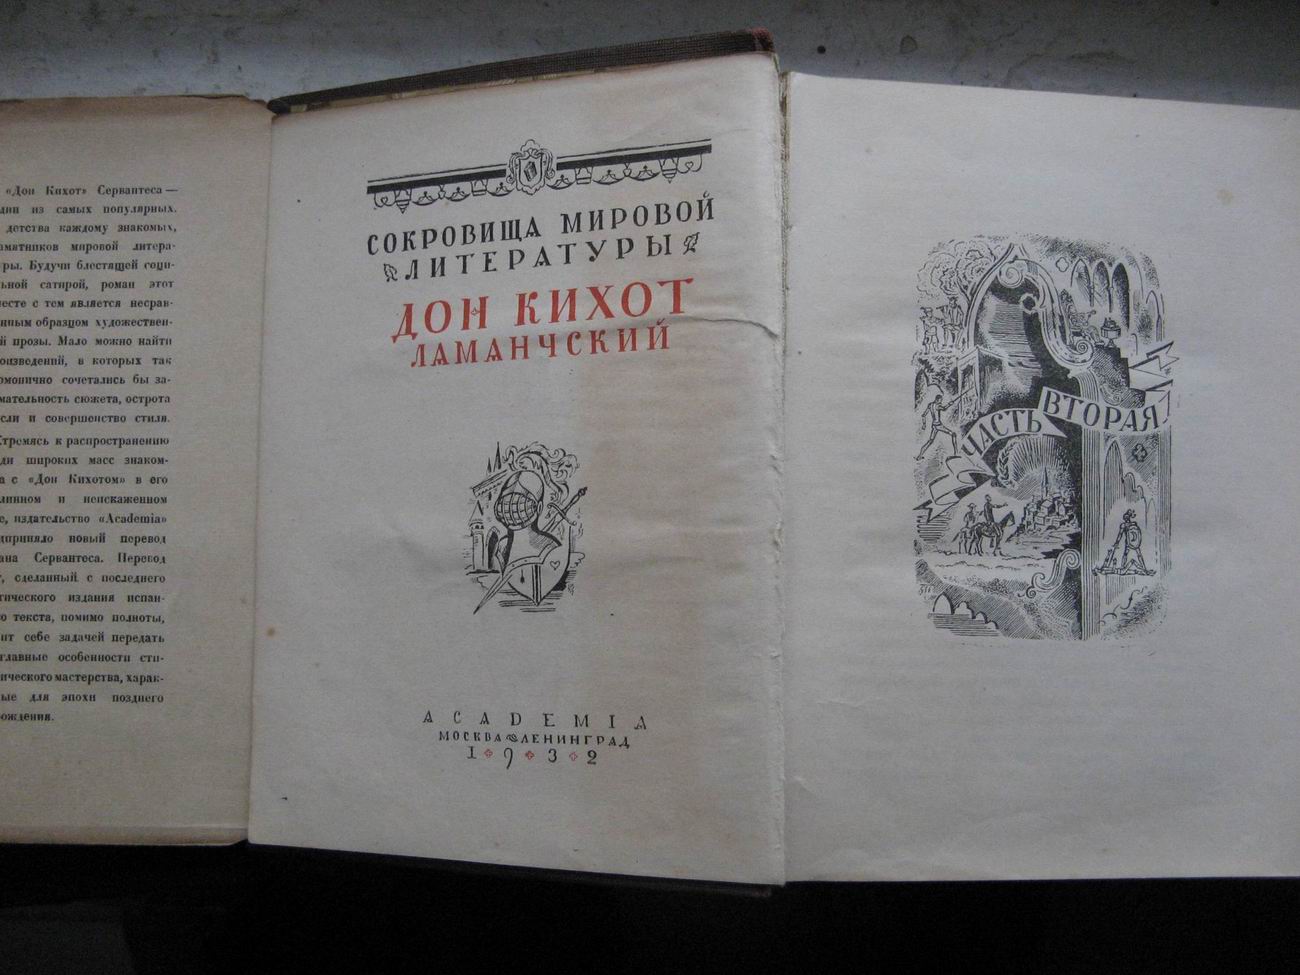 «Дон Кихот» Сервантеса —
из самых популярных.
детства каждому знакомых,
мировой литера-
ры. Будучи блестящей соци-
ной сатирой, роман этот
с тем является несрав-
образом художествен-
прозы. Мало можно найти
в которых так
сочетались бы за-
сюжета, острота
и совершенство стиля.
к распространению
широких масс знаком-
с «Дон Кихотом» в его
и неискаженном
издательство «Academia»
новый перевод
Сервантеса. Перевод
сделанный с последнего
издания испан-
текста, помимо полноты,
себе задачей передать
главные особенности сти-
мастерства, харак-
для эпохи позднего
СОКРОВИЩА МИРОВОЙ
ЛИТЕРАТУРЫ
ДОН КИХОТ
ЛАМАНЧСКИЙ
ACADEMIA
МОСКВА ЛЕНИНГРАД
1932
ЧАСТЬ ВТОРАЯ